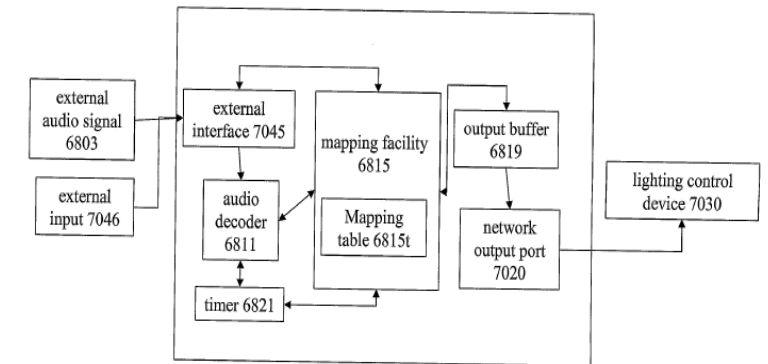 external
audio signal
6803
external
input 7046
external
interface 7045
audio
decoder
6811
timer 6821
mapping facility
6815
Mapping
table 6815t
output buffer
6819
network
output port
7020
lighting control
device 7030